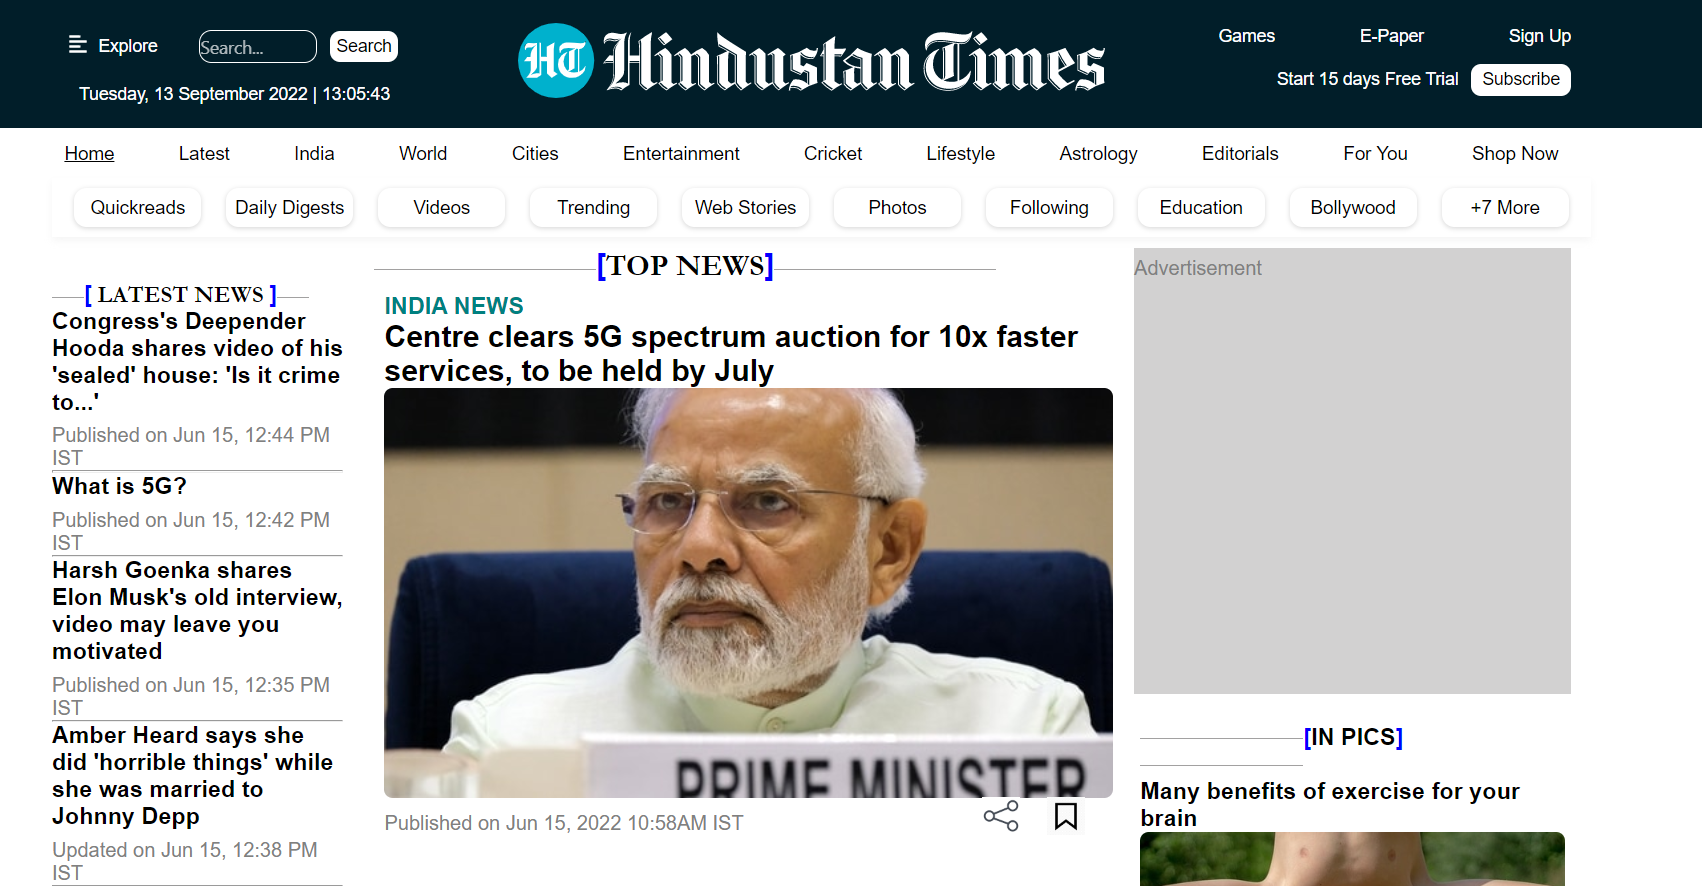 Explore
Search...
Search
Tuesday, 13 September 2022 | 13:05:43
HT Hindustan Times
Games
E-Paper
Sign Up
Start 15 days Free Trial
Subscribe
Home
Latest
India
World
Cities
Entertainment
Cricket
Lifestyle
Astrology
Editorials
For You
Shop Now
Quickreads
Daily Digests
Videos
Trending
Web Stories
Photos
Following
Education
Bollywood
+7 More
[ LATEST NEWS ]
Congress's Deepender
Hooda shares video of his
'sealed' house: 'Is it crime
to...'
Published on Jun 15, 12:44 PM
IST
What is 5G?
Published on Jun 15, 12:42 PM
IST
Harsh Goenka shares
Elon Musk's old interview,
video may leave you
motivated
Published on Jun 15, 12:35 PM
IST
Amber Heard says she
did 'horrible things' while
she was married to
Johnny Depp
Updated on Jun 15, 12:38 PM
IST
[TOP NEWS]
INDIA NEWS
Centre clears 5G spectrum auction for 10x faster
services, to be held by July
PRIME MINISTER
Published on Jun 15, 2022 10:58AM IST
Advertisement
[IN PICS]
Many benefits of exercise for your
brain